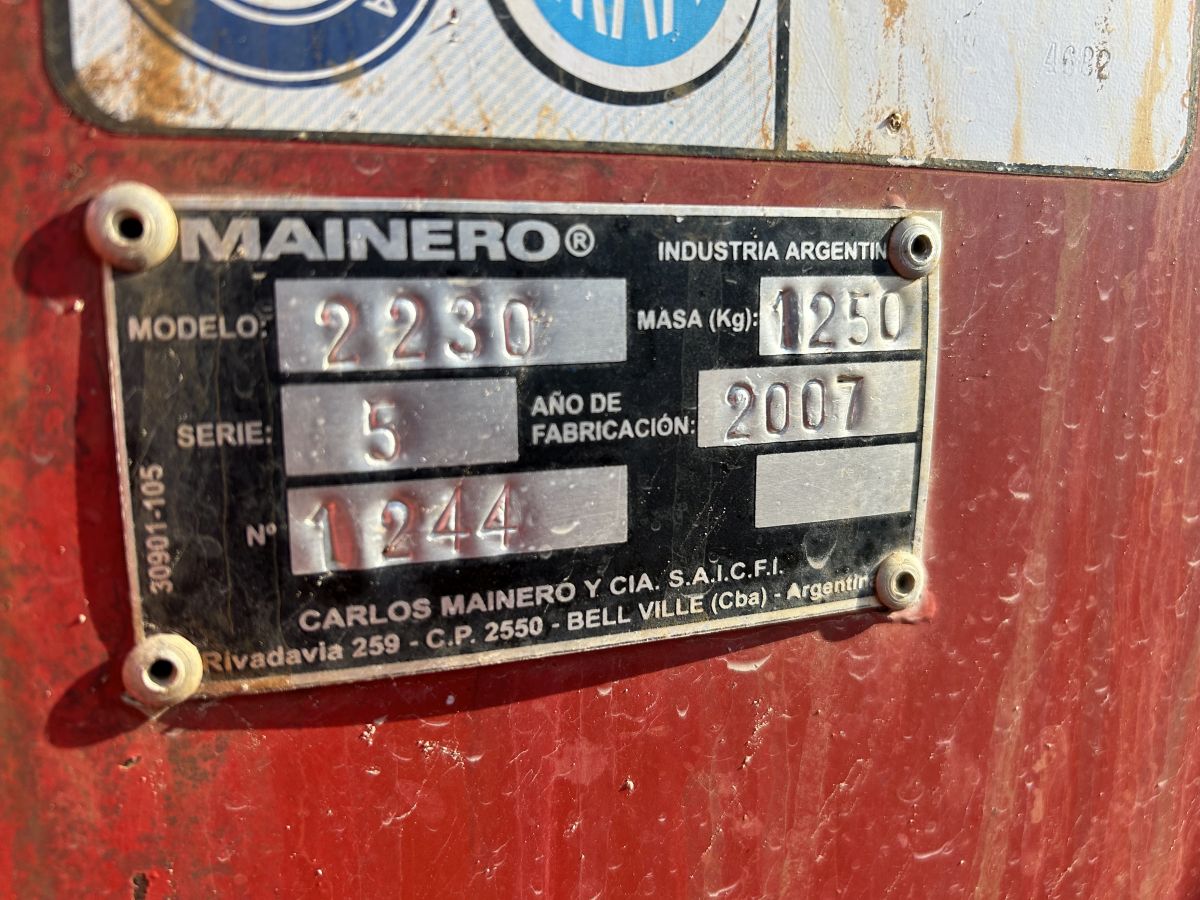 4682
MAINERO® INDUSTRIA ARGENTIN
MODELO: 2230 MASA (Kg): 1250
SERIE: 5 AÑO DE FABRICACIÓN: 2007
Nº 1244
30901-105
CARLOS MAINERO Y CIA. S.A.I.C.F.I.
Rivadavia 259 - C.P. 2550 - BELL VILLE (Cba) - Argentin